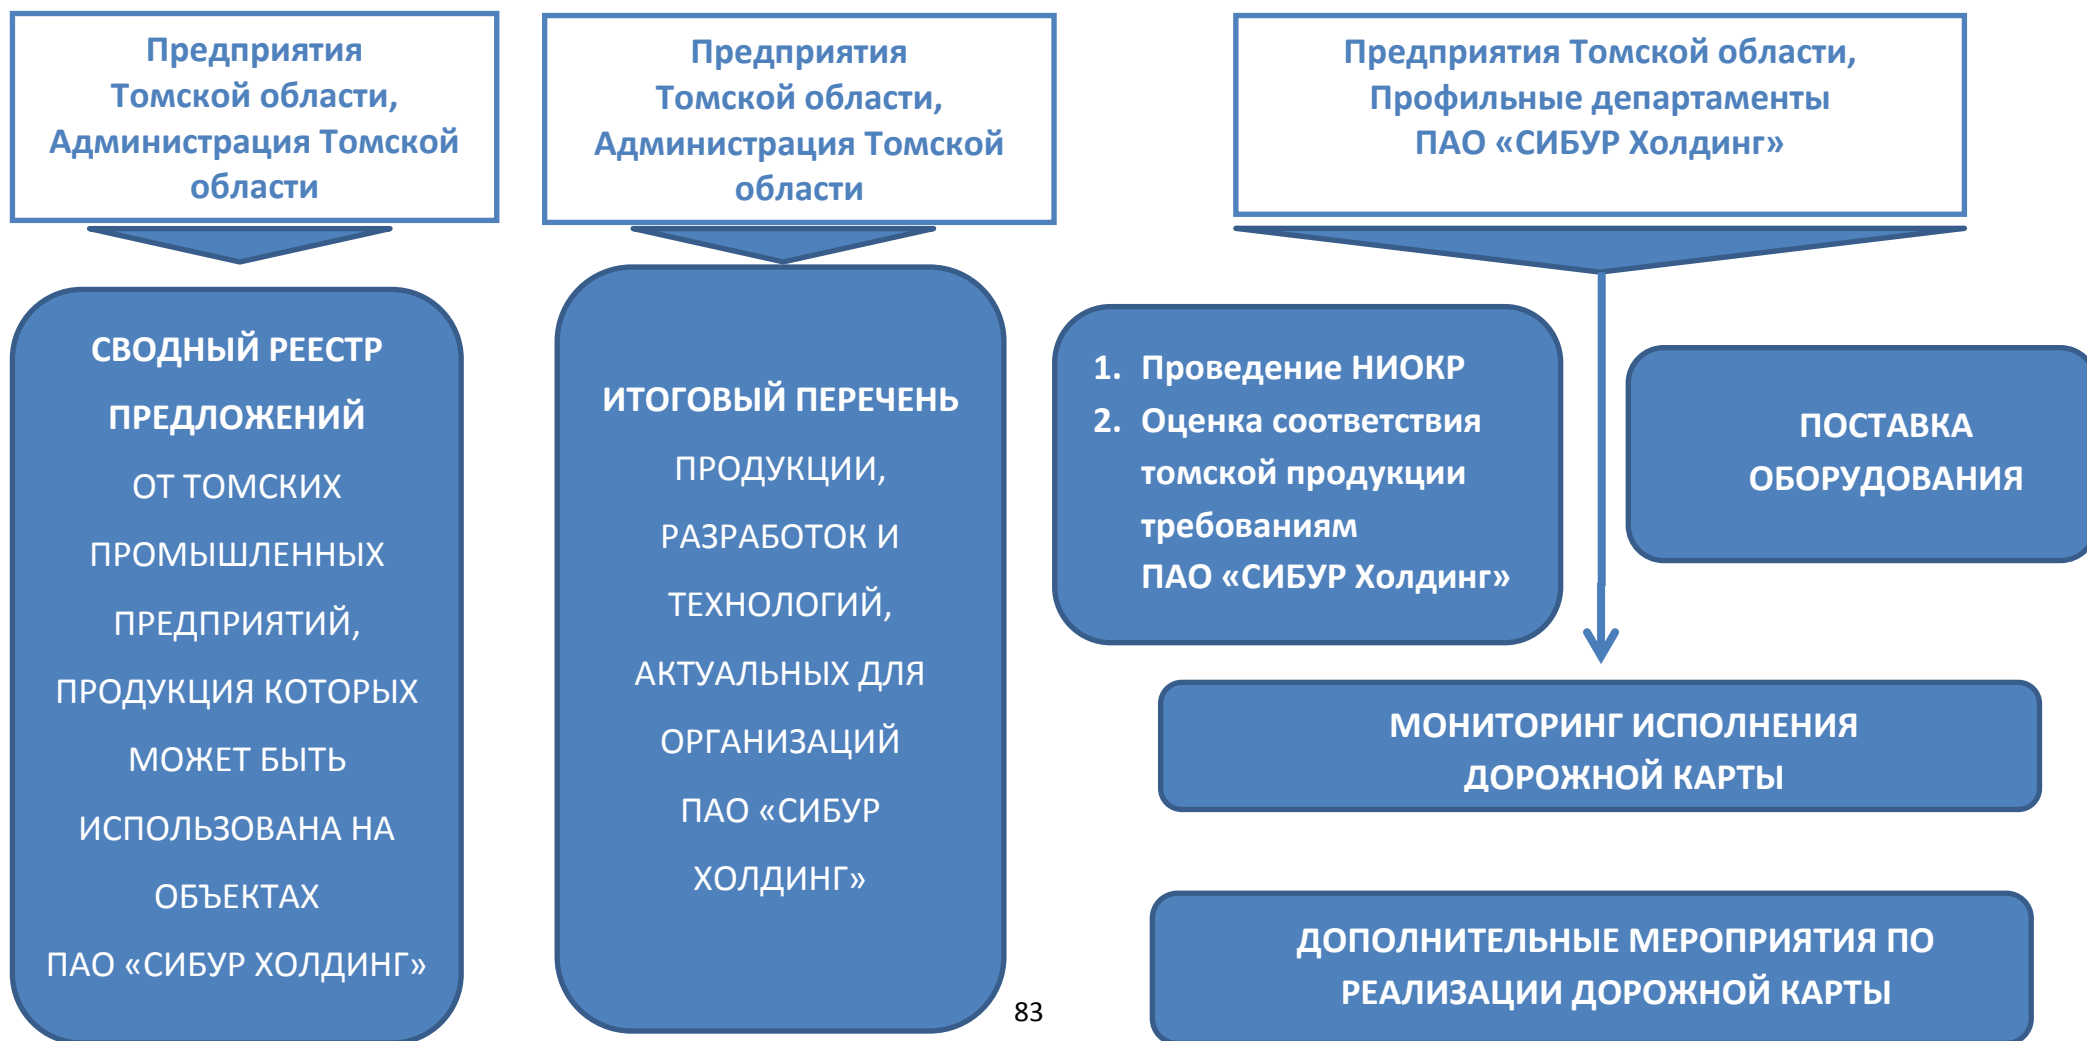 Предприятия
Томской области,
Администрация Томской
области
Предприятия
Томской области,
Администрация Томской
области
Предприятия Томской области,
Профильные департаменты
ПАО «СИБУР Холдинг»
СВОДНЫЙ РЕЕСТР
ПРЕДЛОЖЕНИЙ
ОТ ТОМСКИХ
ПРОМЫШЛЕННЫХ
ПРЕДПРИЯТИЙ,
ПРОДУКЦИЯ КОТОРЫХ
МОЖЕТ БЫТЬ
ИСПОЛЬЗОВАНА НА
ОБЪЕКТАХ
ПАО «СИБУР ХОЛДИНГ»
ИТОГОВЫЙ ПЕРЕЧЕНЬ
ПРОДУКЦИИ,
РАЗРАБОТОК И
ТЕХНОЛОГИЙ,
АКТУАЛЬНЫХ ДЛЯ
ОРГАНИЗАЦИЙ
ПАО «СИБУР
ХОЛДИНГ»
1. Проведение НИОКР
2. Оценка соответствия
томской продукции
требованиям
ПАО «СИБУР Холдинг»
ПОСТАВКА
ОБОРУДОВАНИЯ
МОНИТОРИНГ ИСПОЛНЕНИЯ
ДОРОЖНОЙ КАРТЫ
ДОПОЛНИТЕЛЬНЫЕ МЕРОПРИЯТИЯ ПО
РЕАЛИЗАЦИИ ДОРОЖНОЙ КАРТЫ
83